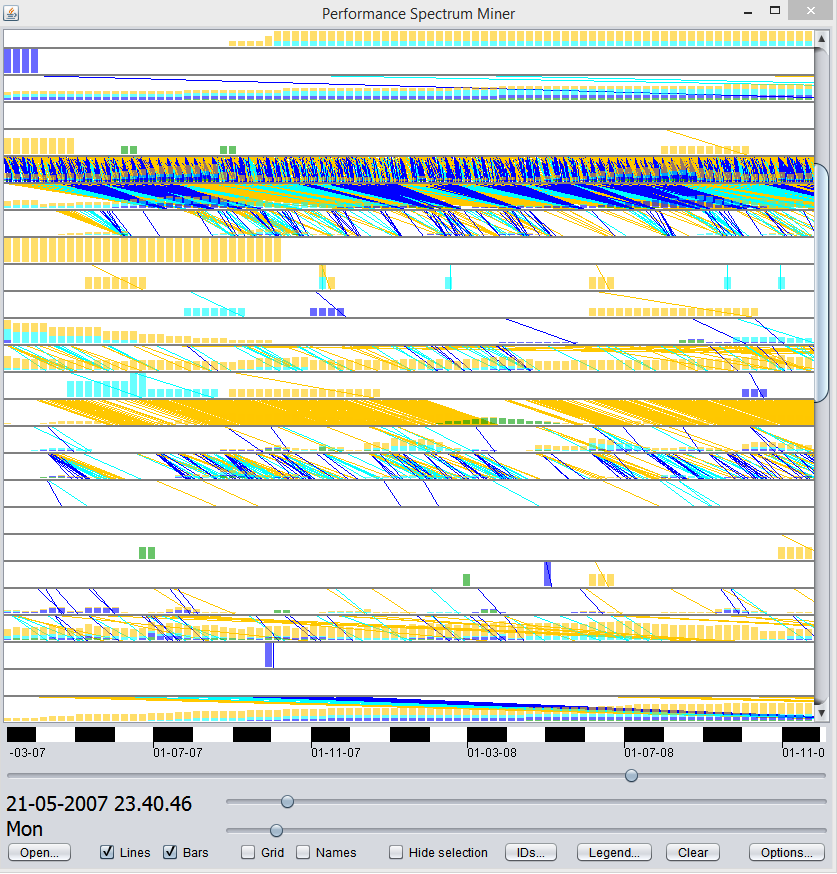 Performance Spectrum Miner
-03-07 01-07-07 01-11-07 01-03-08 01-07-08 01-11-0
21-05-2007 23.40.46
Mon
Open... Lines Bars Grid Names Hide selection IDs... Legend... Clear Options...